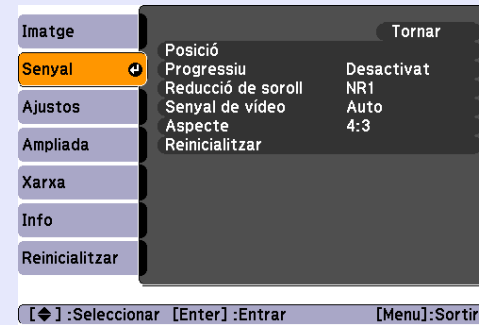 Imatge
Senyal
Ajustos
Ampliada
Xarxa
Info
Reinicialitzar
Tornar
Posició
Progressiu Desactivat
Reducció de soroll NR1
Senyal de vídeo Auto
Aspecte 4:3
Reinicialitzar
[◆] :Seleccionar [Enter] :Entrar [Menu]:Sortir